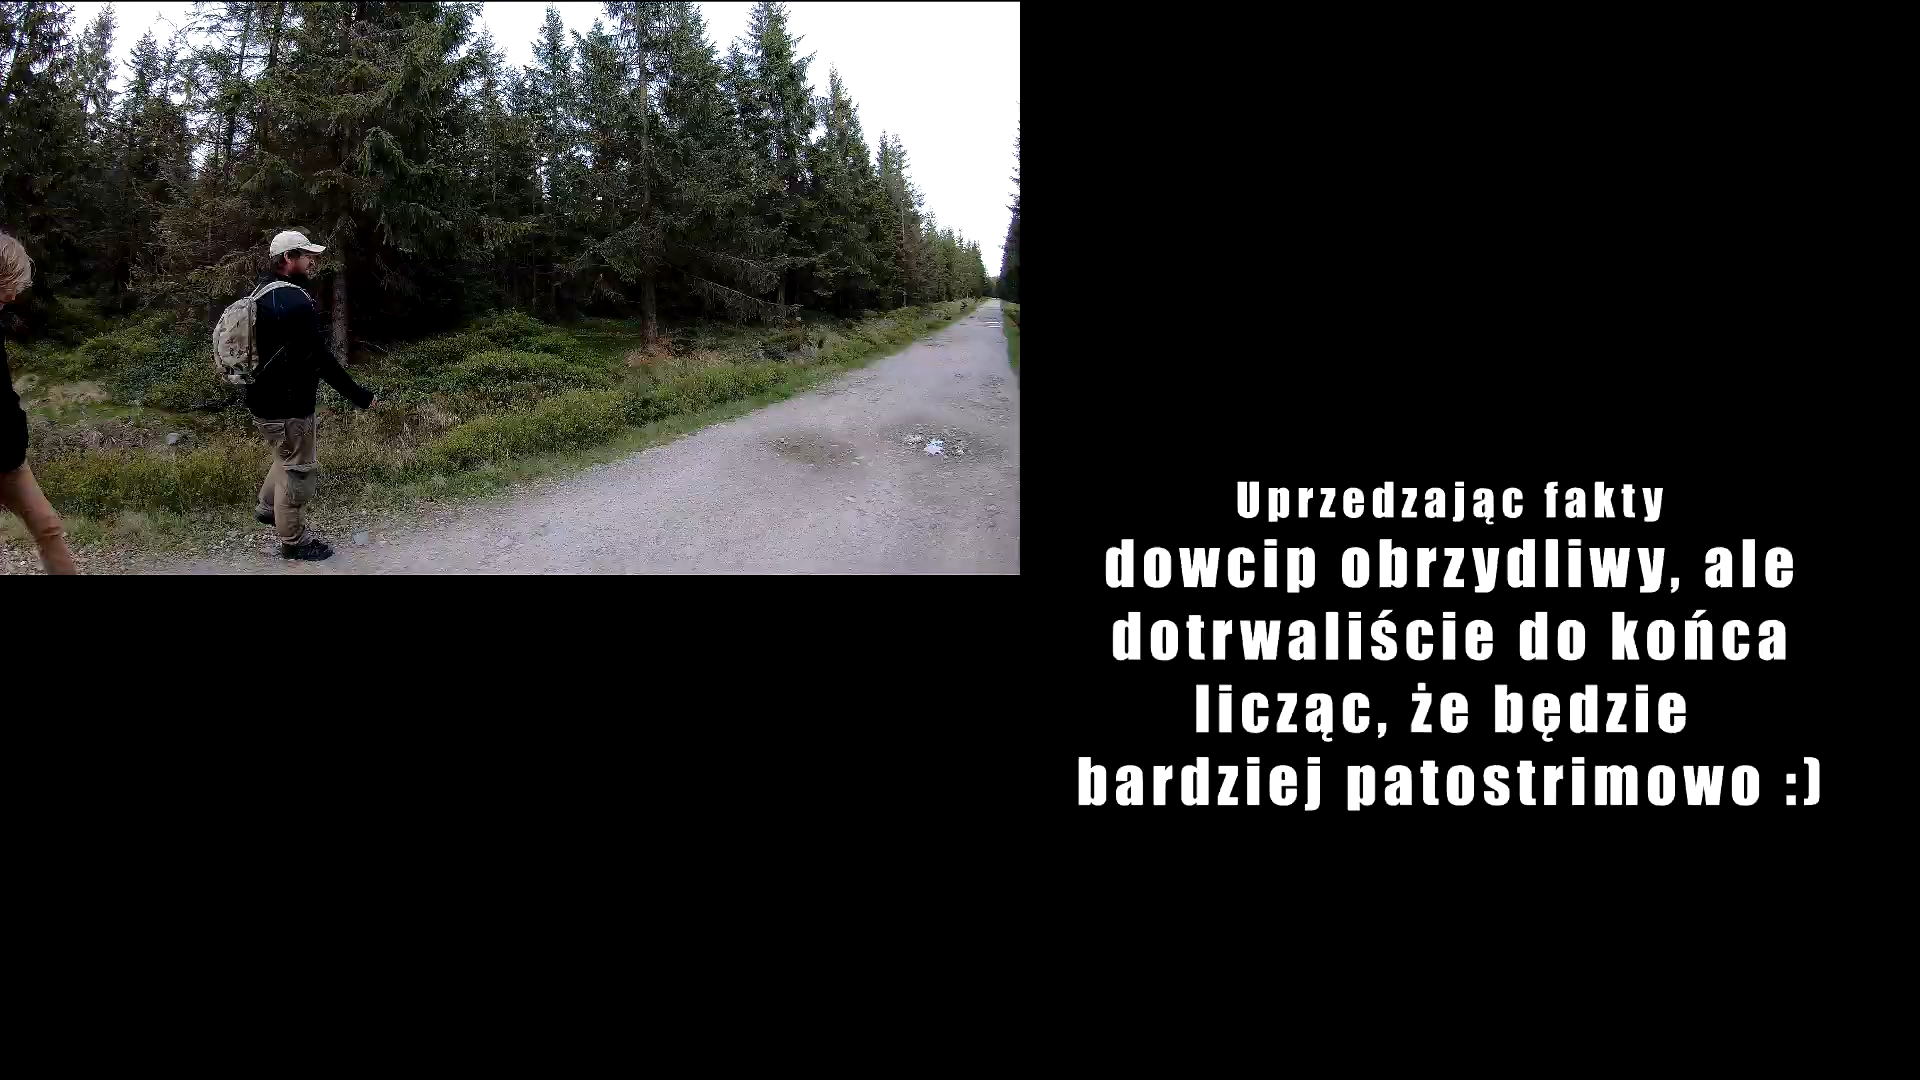 Uprzedzając fakty
dowcip obrzydliwy, ale
dotrwaliście do końca
licząc, że będzie
bardziej patostrimowo :)